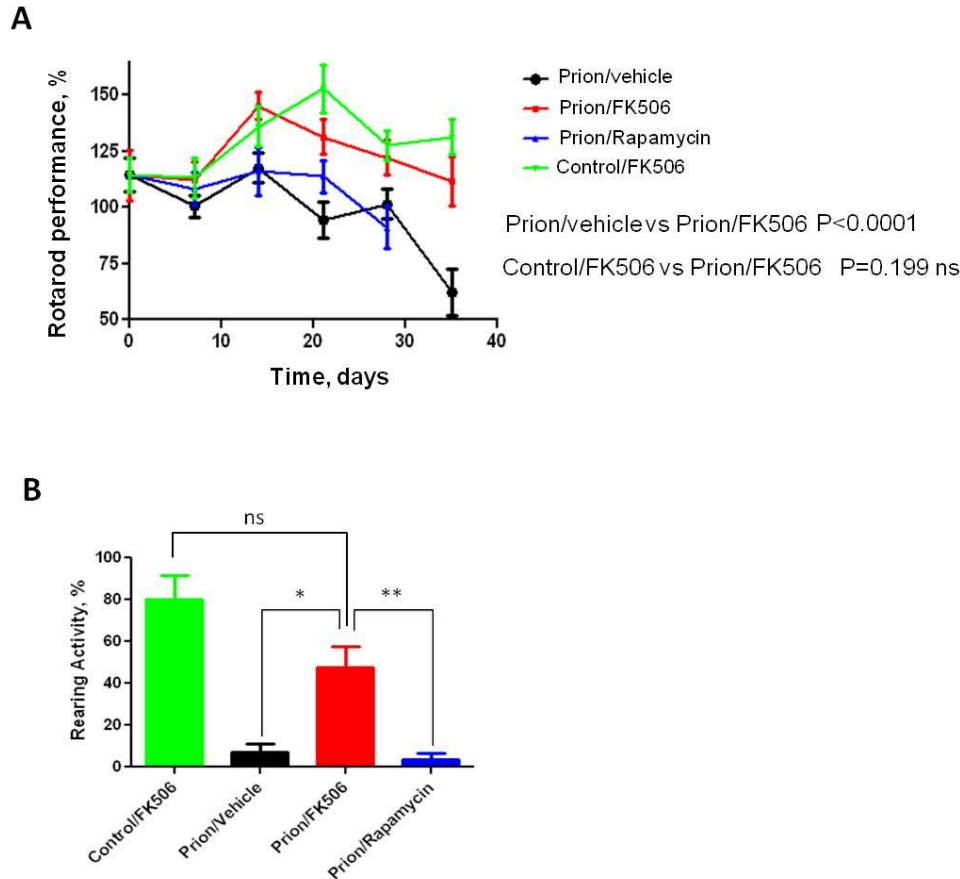 A
Rotarod performance, %
150
125
100
75
50
0
10
20
30
40
Time, days
Prion/vehicle
Prion/FK506
Prion/Rapamycin
Control/FK506
Prion/vehicle vs Prion/FK506 P<0.0001
Control/FK506 vs Prion/FK506 P=0.199 ns
B
Rearing Activity, %
100
80
60
40
20
0
ns
*
**
Control/FK506
Prion/Vehicle
Prion/FK506
Prion/Rapamycin